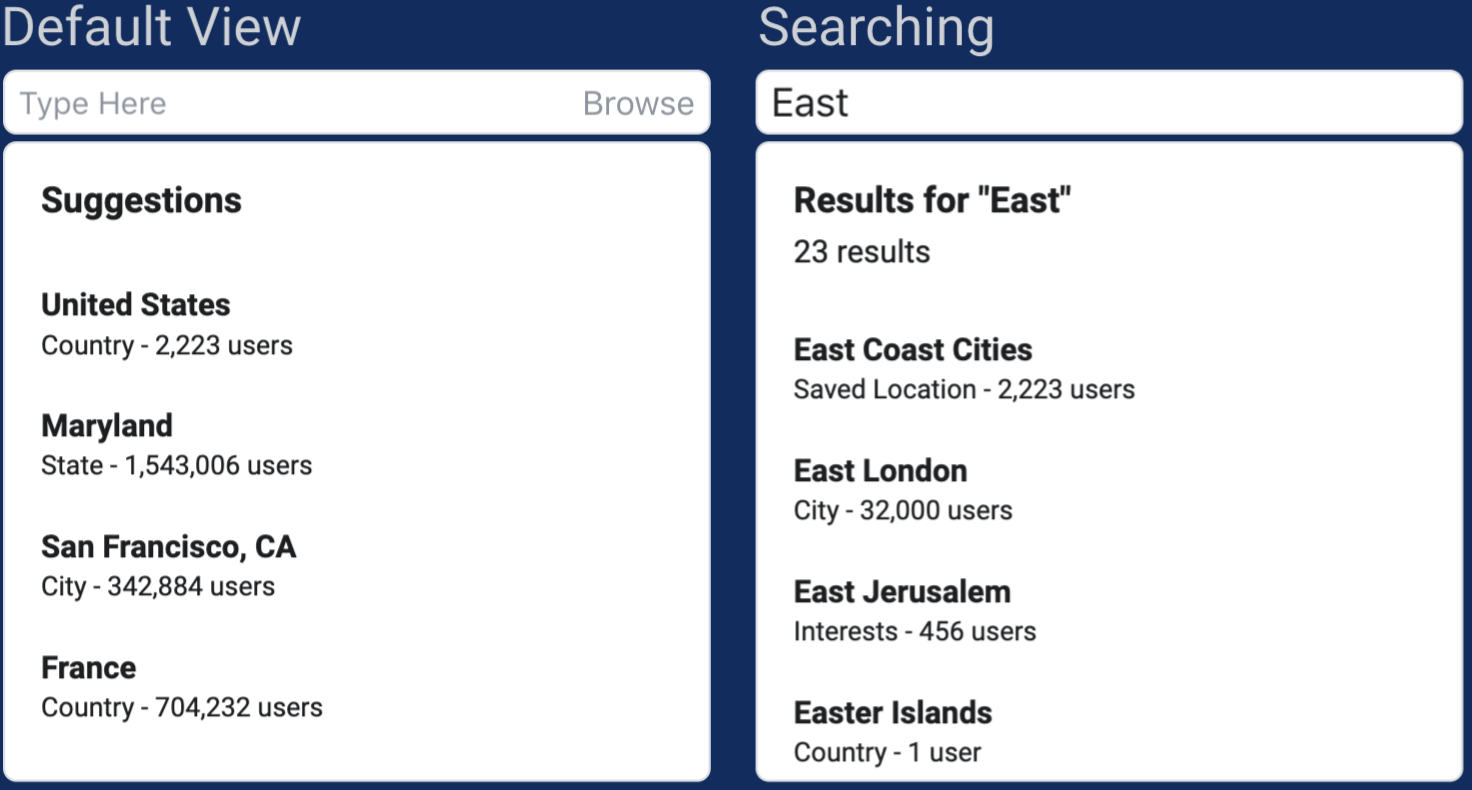 Default View
Type Here Browse
Suggestions
United States
Country - 2,223 users
Maryland
State - 1,543,006 users
San Francisco, CA
City - 342,884 users
France
Country - 704,232 users
Searching
East
Results for "East"
23 results
East Coast Cities
Saved Location - 2,223 users
East London
City - 32,000 users
East Jerusalem
Interests - 456 users
Easter Islands
Country - 1 user